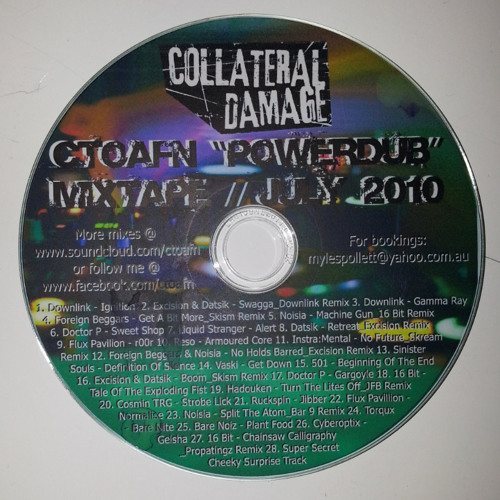 COLLATERAL
DAMAGE
CTOAFN "POWERDUB"
MIXTAPE // JULY 2010
More mixes @
www.soundcloud.com/ctoafn
or follow me @
www.facebook.com/ctoafn
For bookings:
mylespollett@yahoo.com.au
1. Downlink - Ignition 2. Excision & Datsik - Swagga_Downlink Remix 3. Downlink - Gamma Ray
4. Foreign Beggars - Get A Bit More_Skism Remix 5. Noisia - Machine Gun_16 Bit Remix
6. Doctor P - Sweet Shop 7. Liquid Stranger - Alert 8. Datsik - Retreat_Excision Remix
9. Flux Pavilion - r00r 10. - Armoured Core 11. Instra:Mental - No Future_Skream
Remix 12. Foreign Beggars & Noisia - No Holds Barred_Excision Remix 13. Sinister
Souls - Definition Of Silence 14. Vaski - Get Down 15. 501 - Beginning Of The End
16. Excision & Datsik - Boom_Skism Remix 17. Doctor P - Gargoyle 18. 16 Bit -
Tale Of The Exploding Fist 19. Hadouken - Turn The Lites Off_JFB Remix
20. Cosmin TRG - Strobe Lick 21. Ruckspin - Jibber 22. Flux Pavillion -
Normalise 23. Noisia - Split The Atom_Bar 9 Remix 24. Torqux
Bare Nite 25. Bare Noiz - Plant Food 26. Cyberoptix -
Geisha 27. 16 Bit - Chainsaw Calligraphy
_Propatingz Remix 28. Super Secret
Cheeky Surprise Track